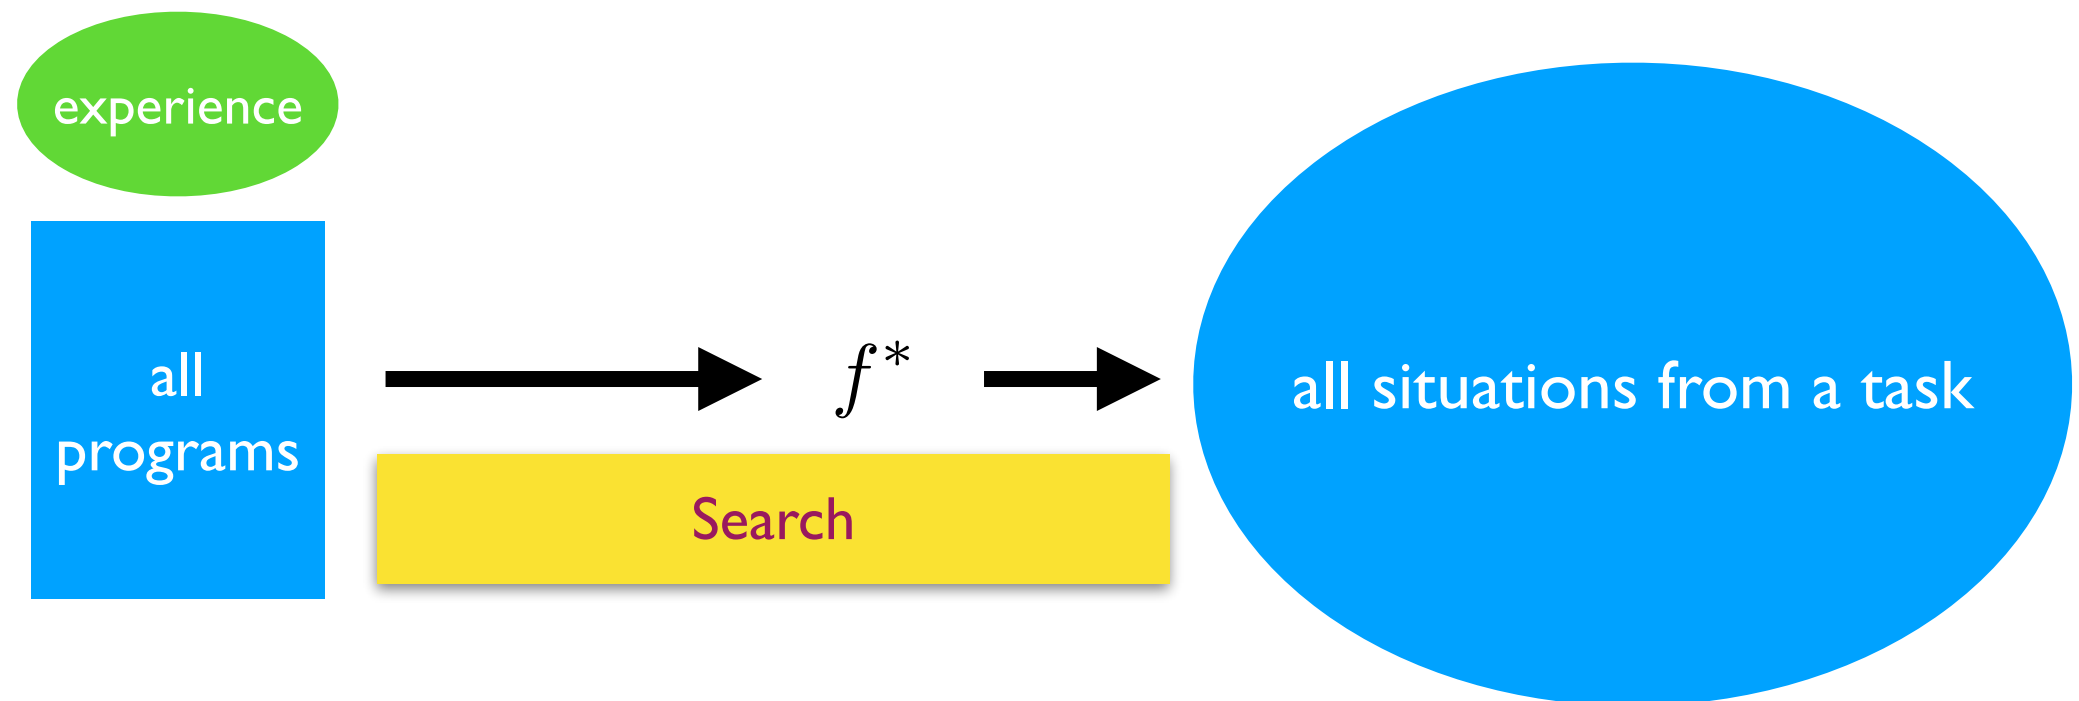 experience
all
programs
f*
all situations from a task
Search